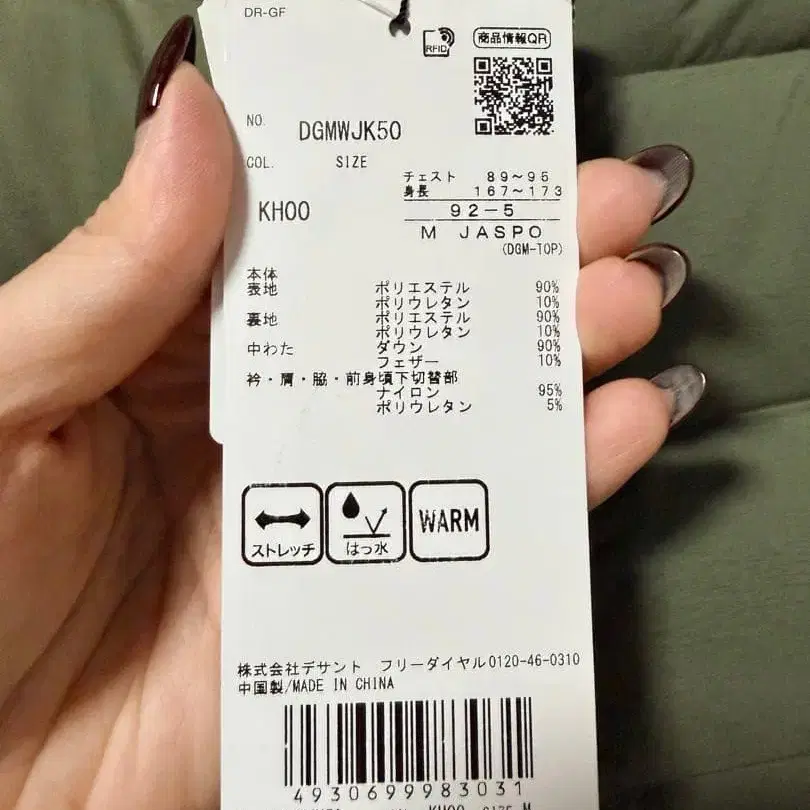 DR-GF
RFID
商品情報QR
NO.
DGMWJK50
COL.
SIZE
チェスト 89～95
身長 167～173
KH00
92-5
M JASPO
(DGM-TOP)
本体
表地 ポリエステル 90%
ポリウレタン 10%
裏地 ポリエステル 90%
ポリウレタン 10%
中わた ダウン 90%
フェザー 10%
衿・肩・脇・前身頃下切替部
ナイロン 95%
ポリウレタン 5%
ストレッチ
はっ水
WARM
株式会社デサント フリーダイヤル0120-46-0310
中国製/MADE IN CHINA
4930699983031